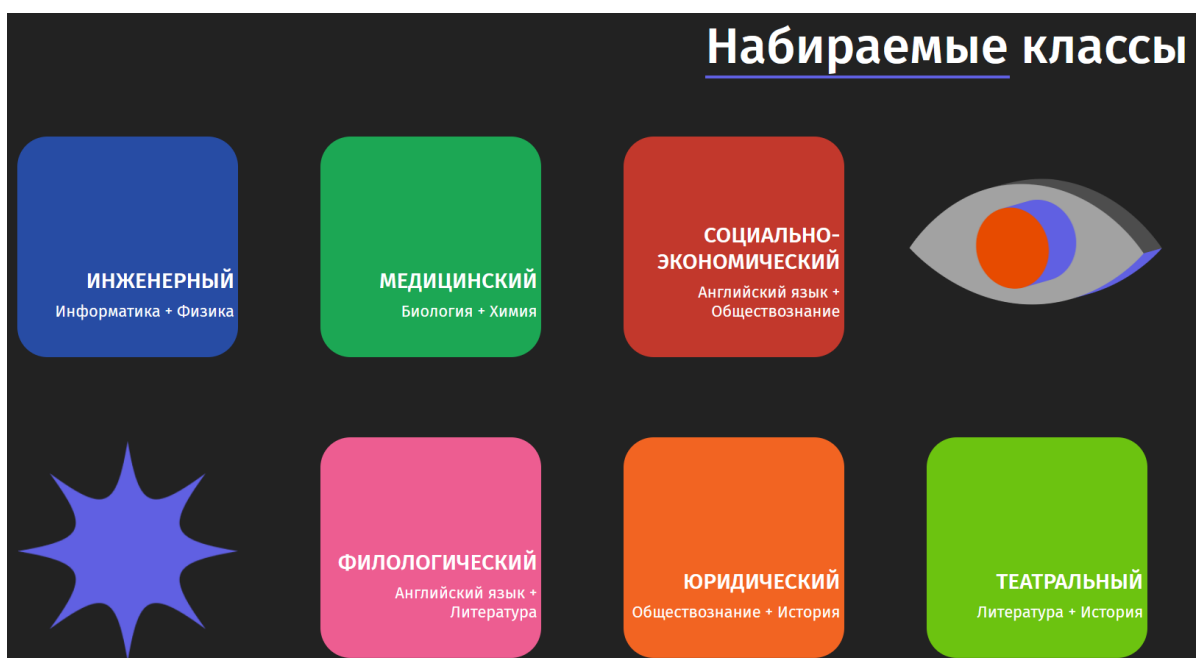 Набираемые классы
ИНЖЕНЕРНЫЙ
Информатика + Физика
МЕДИЦИНСКИЙ
Биология + Химия
СОЦИАЛЬНО-
ЭКОНОМИЧЕСКИЙ
Английский язык +
Обществознание
ФИЛОЛОГИЧЕСКИЙ
Английский язык +
Литература
ЮРИДИЧЕСКИЙ
Обществознание + История
ТЕАТРАЛЬНЫЙ
Литература + История